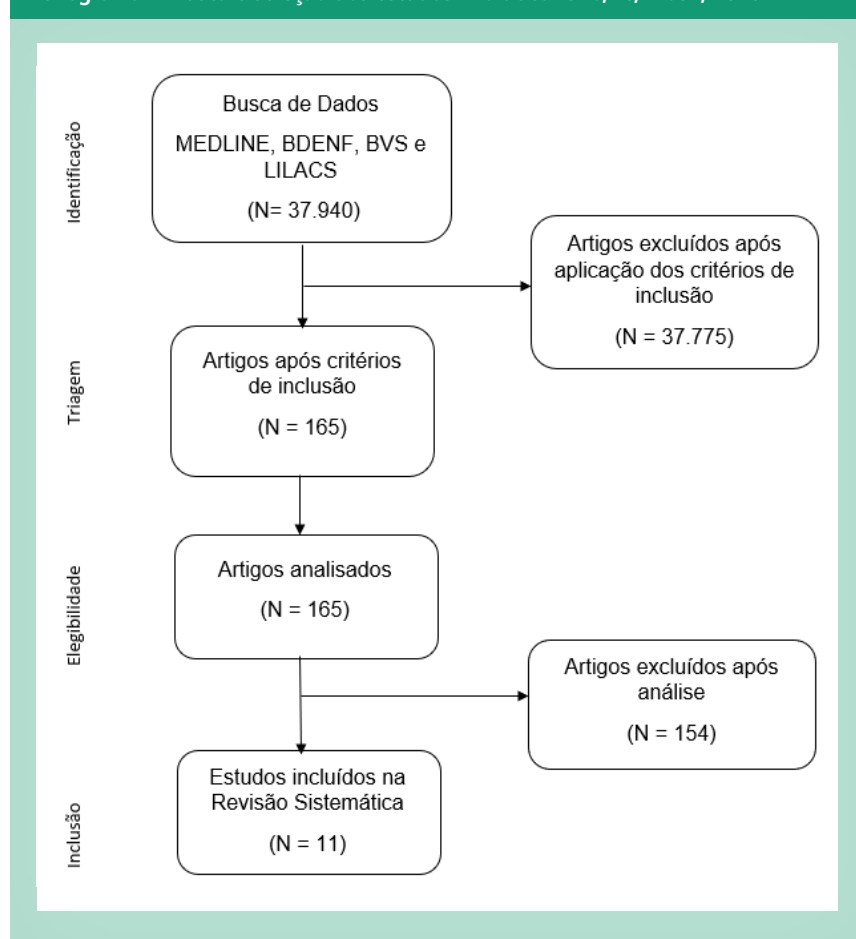 Identificação
Busca de Dados
MEDLINE, BDENF, BVS e
LILACS
(N= 37.940)
Artigos excluídos após
aplicação dos critérios de
inclusão
(N = 37.775)
Triagem
Artigos após critérios
de inclusão
(N = 165)
Elegibilidade
Artigos analisados
(N = 165)
Artigos excluídos após
análise
(N = 154)
Inclusão
Estudos incluídos na
Revisão Sistemática
(N = 11)